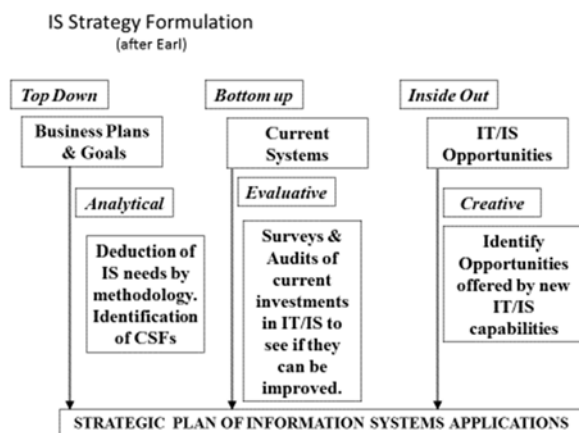 IS Strategy Formulation
(after Earl)
Top Down
Bottom up
Inside Out
Business Plans
& Goals
Current
Systems
IT/IS
Opportunities
Analytical
Evaluative
Creative
Deduction of
IS needs by
methodology.
Identification
of CSFs
Surveys &
Audits of
current
investments
in IT/IS to
see if they
can be
improved.
Identify
Opportunities
offered by new
IT/IS
capabilities
STRATEGIC PLAN OF INFORMATION SYSTEMS APPLICATIONS